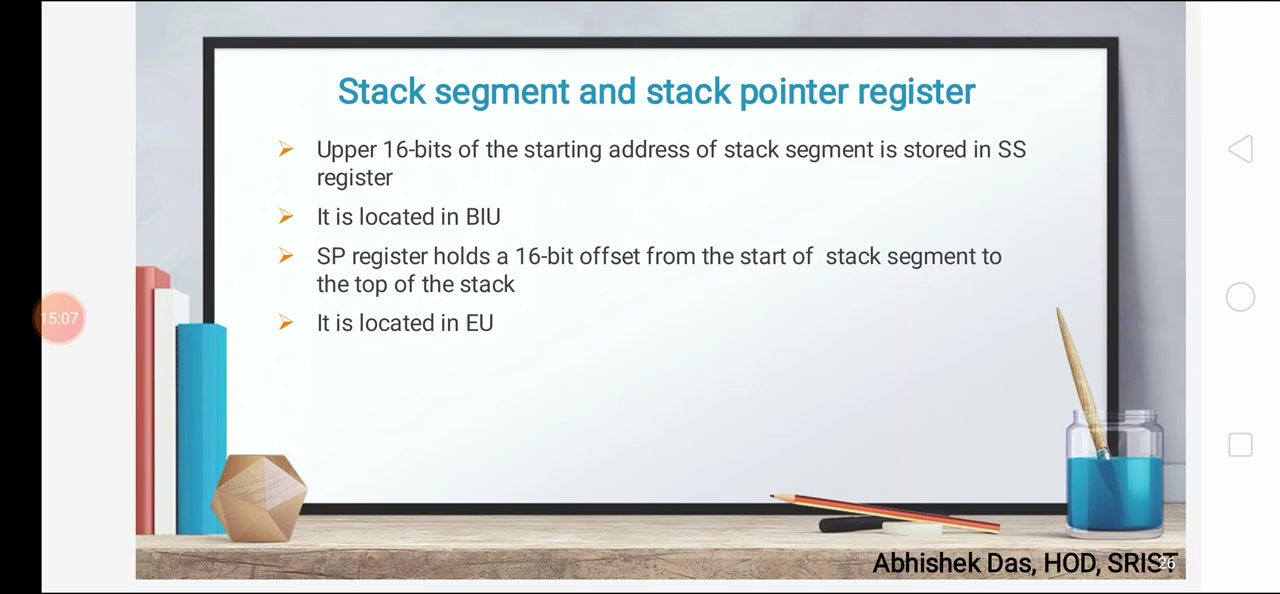 Stack segment and stack pointer register
Upper 16-bits of the starting address of stack segment is stored in SS
register
It is located in BIU
SP register holds a 16-bit offset from the start of stack segment to
the top of the stack
It is located in EU
15:07
Abhishek Das, HOD, SRIST
26